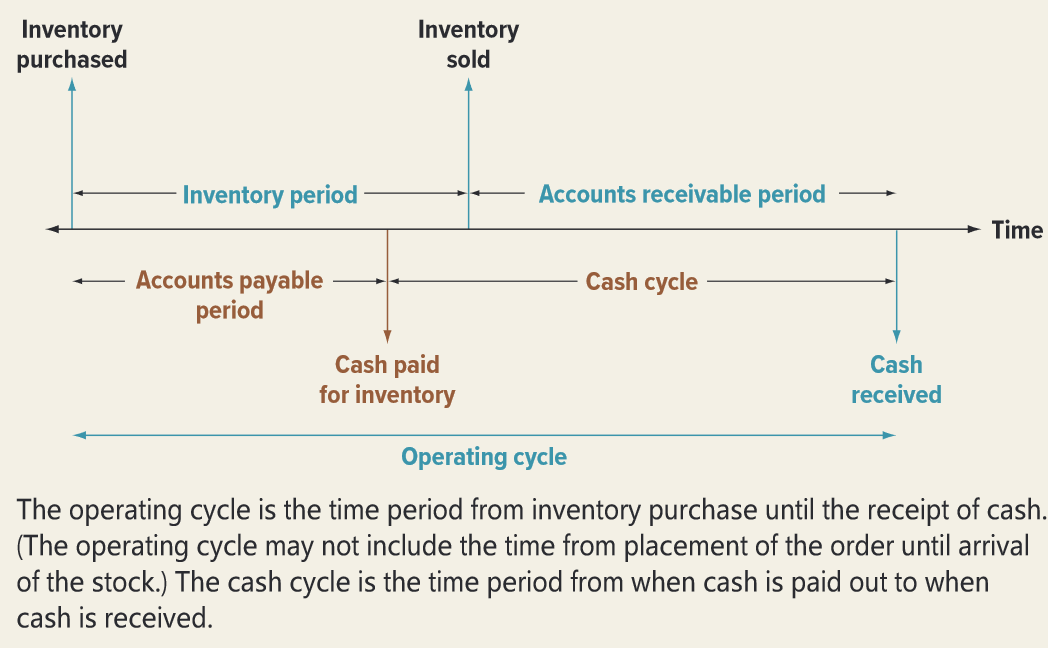 Inventory
purchased
Inventory
sold
Inventory period
Accounts receivable period
Time
Accounts payable
period
Cash cycle
Cash paid
for inventory
Cash
received
Operating cycle
The operating cycle is the time period from inventory purchase until the receipt of cash.
(The operating cycle may not include the time from placement of the order until arrival
of the stock.) The cash cycle is the time period from when cash is paid out to when
cash is received.